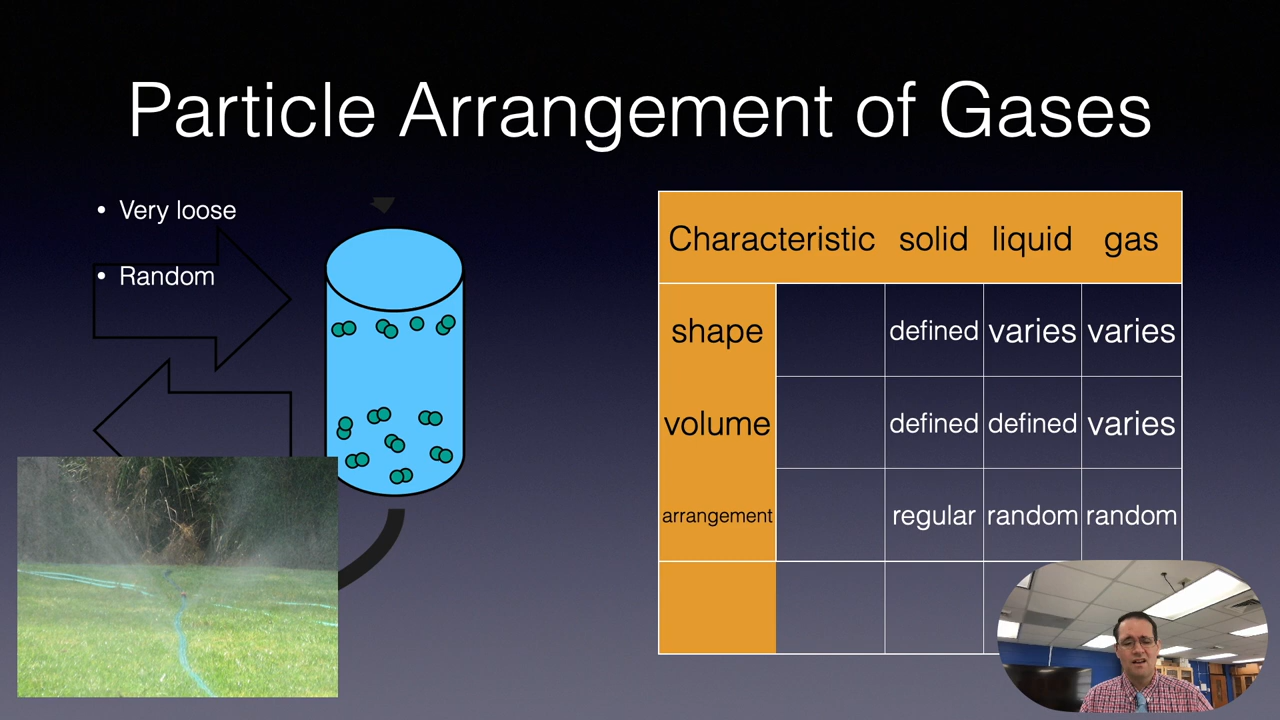 Particle Arrangement of Gases
• Very loose
• Random
Characteristic solid liquid gas
shape defined varies varies
volume defined defined varies
arrangement regular random random